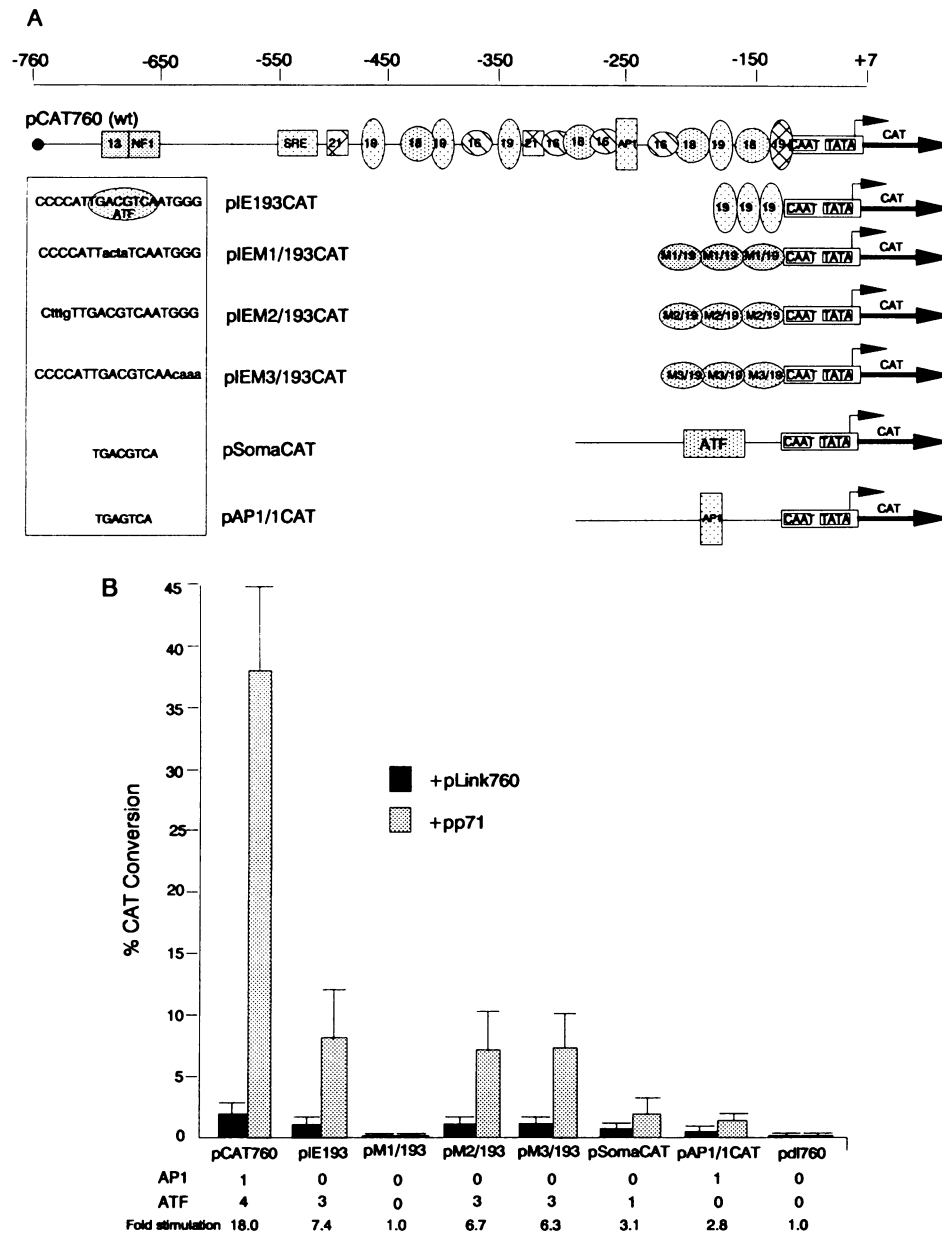 A
-760 -650 -550 -450 -350 -250 -150 +7
pCAT760 (wt)
18 NF1 SRE 21 19 18 19 16 19 21 16 18 16 AP1 16 18 19 18 19 CAAT TATA CAT
CCCCATTGACGTCAATGGG pIE193CAT 19 19 19 CAAT TATA CAT
ATF
CCCCATTactaTCAATGGG pIEM1/193CAT M1/19 M1/19 M1/19 CAAT TATA CAT
CtttgTTGACGTCAATGGG pIEM2/193CAT M2/19 M2/19 M2/19 CAAT TATA CAT
CCCCATTGACGTCAAcaaa pIEM3/193CAT M3/19 M3/19 M3/19 CAAT TATA CAT
TGACGTCA pSomaCAT ATF CAAT TATA CAT
TGAGTCA pAP1/1CAT AP1 CAAT TATA CAT
B
% CAT Conversion
45
40
35
30
25
20
15
10
5
0
+pLink760
+pp71
pCAT760 pIE193 pM1/193 pM2/193 pM3/193 pSomaCAT pAP1/1CAT pdl760
AP1 1 0 0 0 0 0 1 0
ATF 4 3 0 3 3 1 0 0
Fold stimulation 18.0 7.4 1.0 6.7 6.3 3.1 2.8 1.0